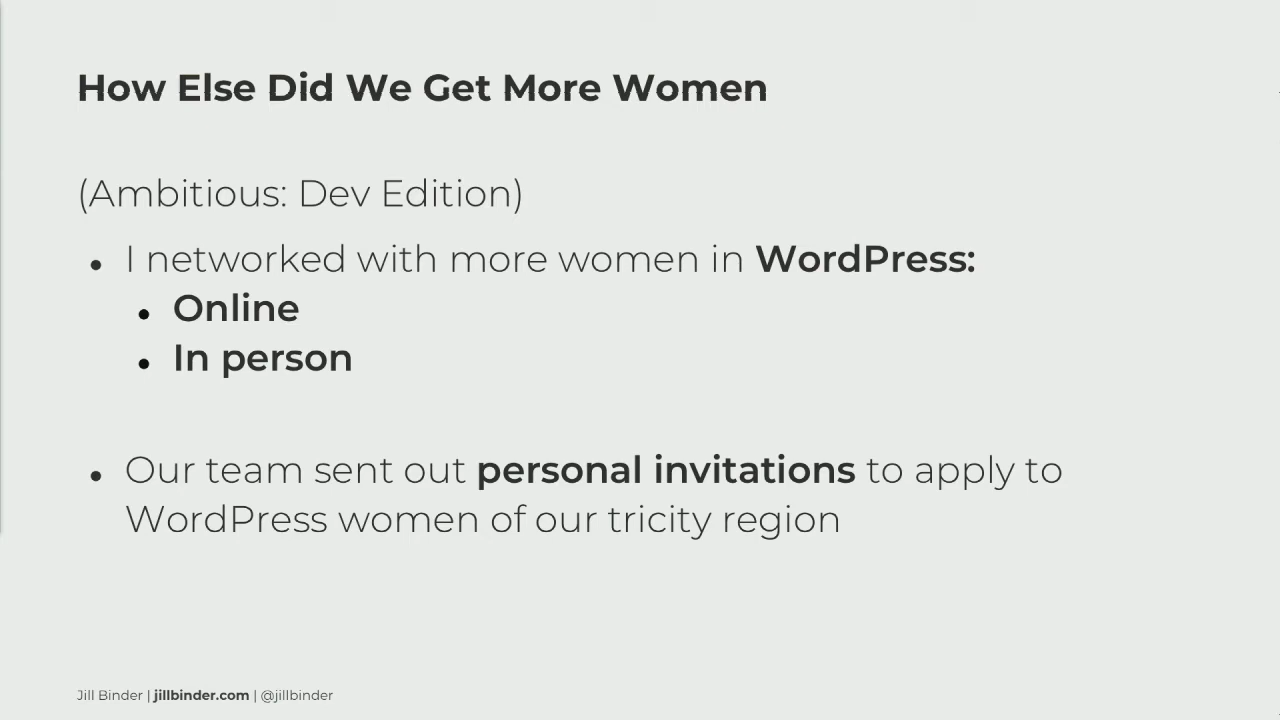 How Else Did We Get More Women
(Ambitious: Dev Edition)
• I networked with more women in WordPress:
• Online
• In person
• Our team sent out personal invitations to apply to
WordPress women of our tricity region
Jill Binder | jillbinder.com | @jillbinder